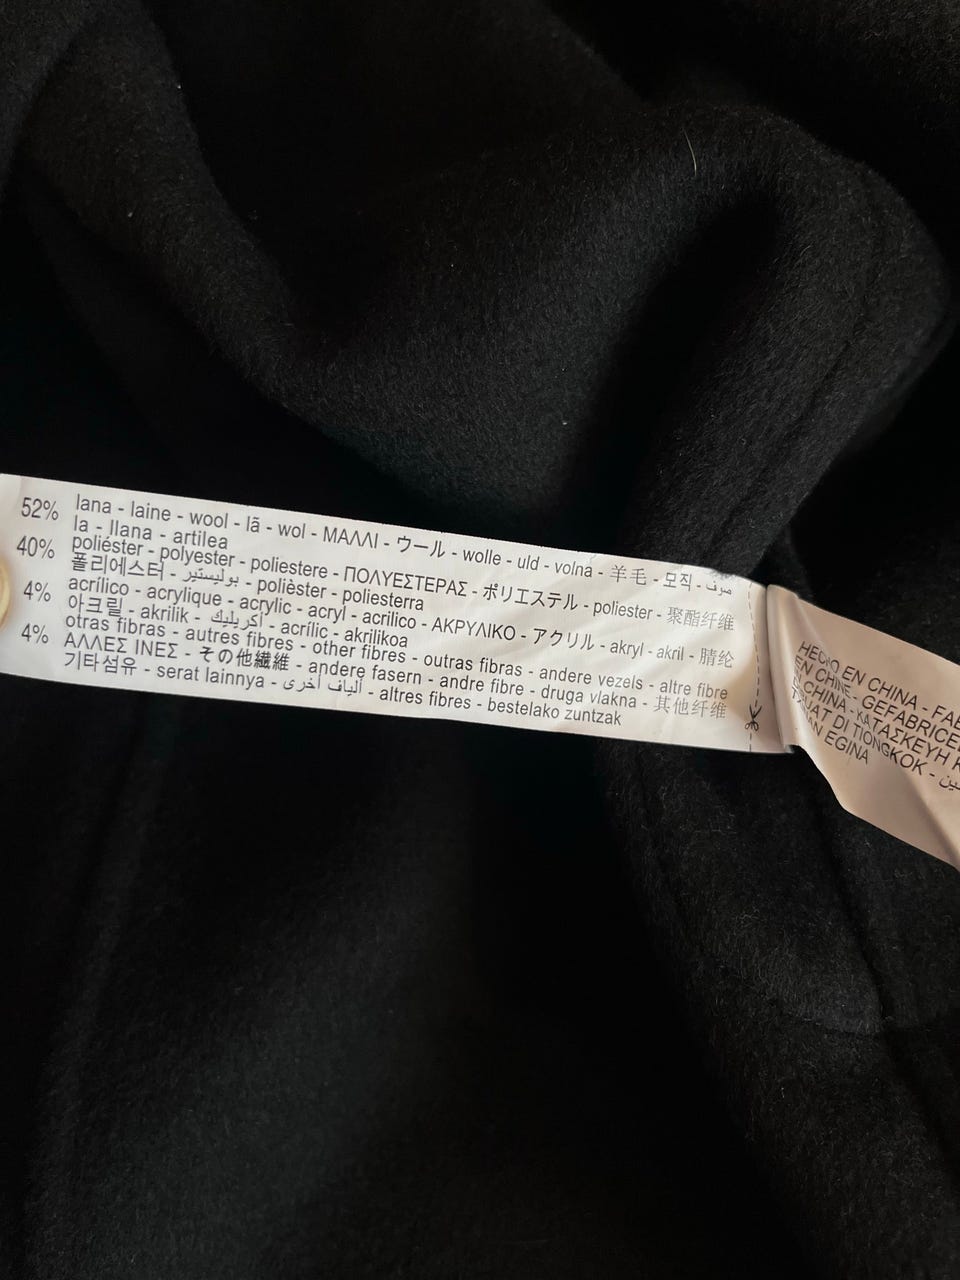 52% lana - laine - wool - lã - wol - ΜΑΛΛΙ - ウール - wolle - uld - volna - 羊毛 - 모직 - صوف
la - llana - artilea
40% poliéster - polyester - poliestere - ΠΟΛΥΕΣΤΕΡΑΣ - ポリエステル - poliester - 聚酯纤维
폴리에스터 - بوليستير - polièster - poliesterra
4% acrílico - acrylique - acrylic - acryl - acrilico - ΑΚΡΥΛΙΚΟ - アクリル - akryl - akril - 腈纶
아크릴 - akrilik - أكريليك - acrílic - akrilikoa
4% otras fibras - autres fibres - other fibres - outras fibras - andere vezels - altre fibre
ΑΛΛΕΣ ΙΝΕΣ - その他繊維 - andere fasern - andre fibre - druga vlakna - 其他纤维
기타섬유 - serat lainnya - ألياف أخرى - altres fibres - bestelako zuntzak
HECHO EN CHINA - FAB
EN CHINE - GEFABRICEE
CHINA - ΚΑΤΑΣΚΕΥΗ
DI TIONGKOK -
EGINA